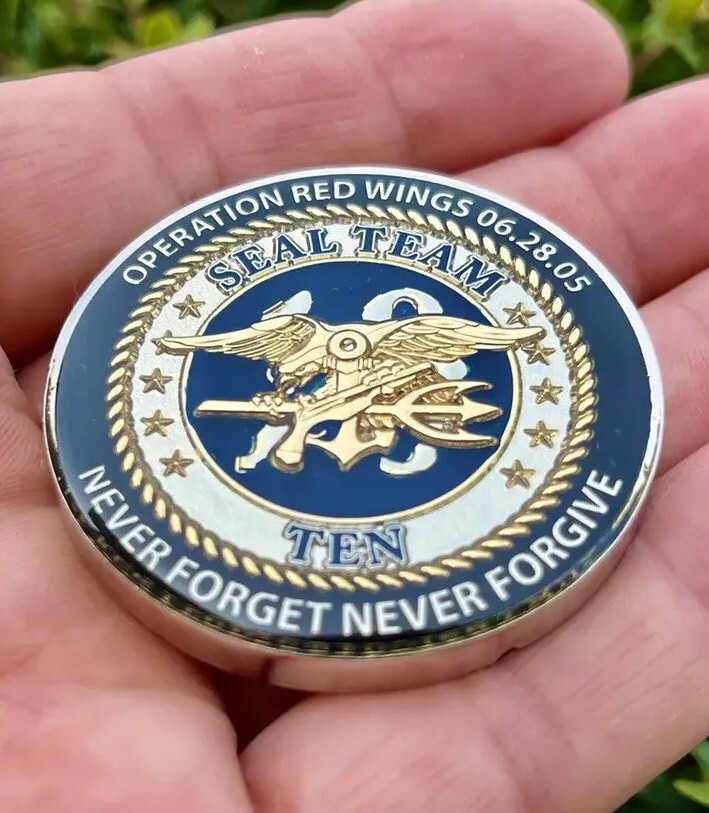 OPERATION RED WINGS 06.28.05
SEAL TEAM
TEN
NEVER FORGET NEVER FORGIVE